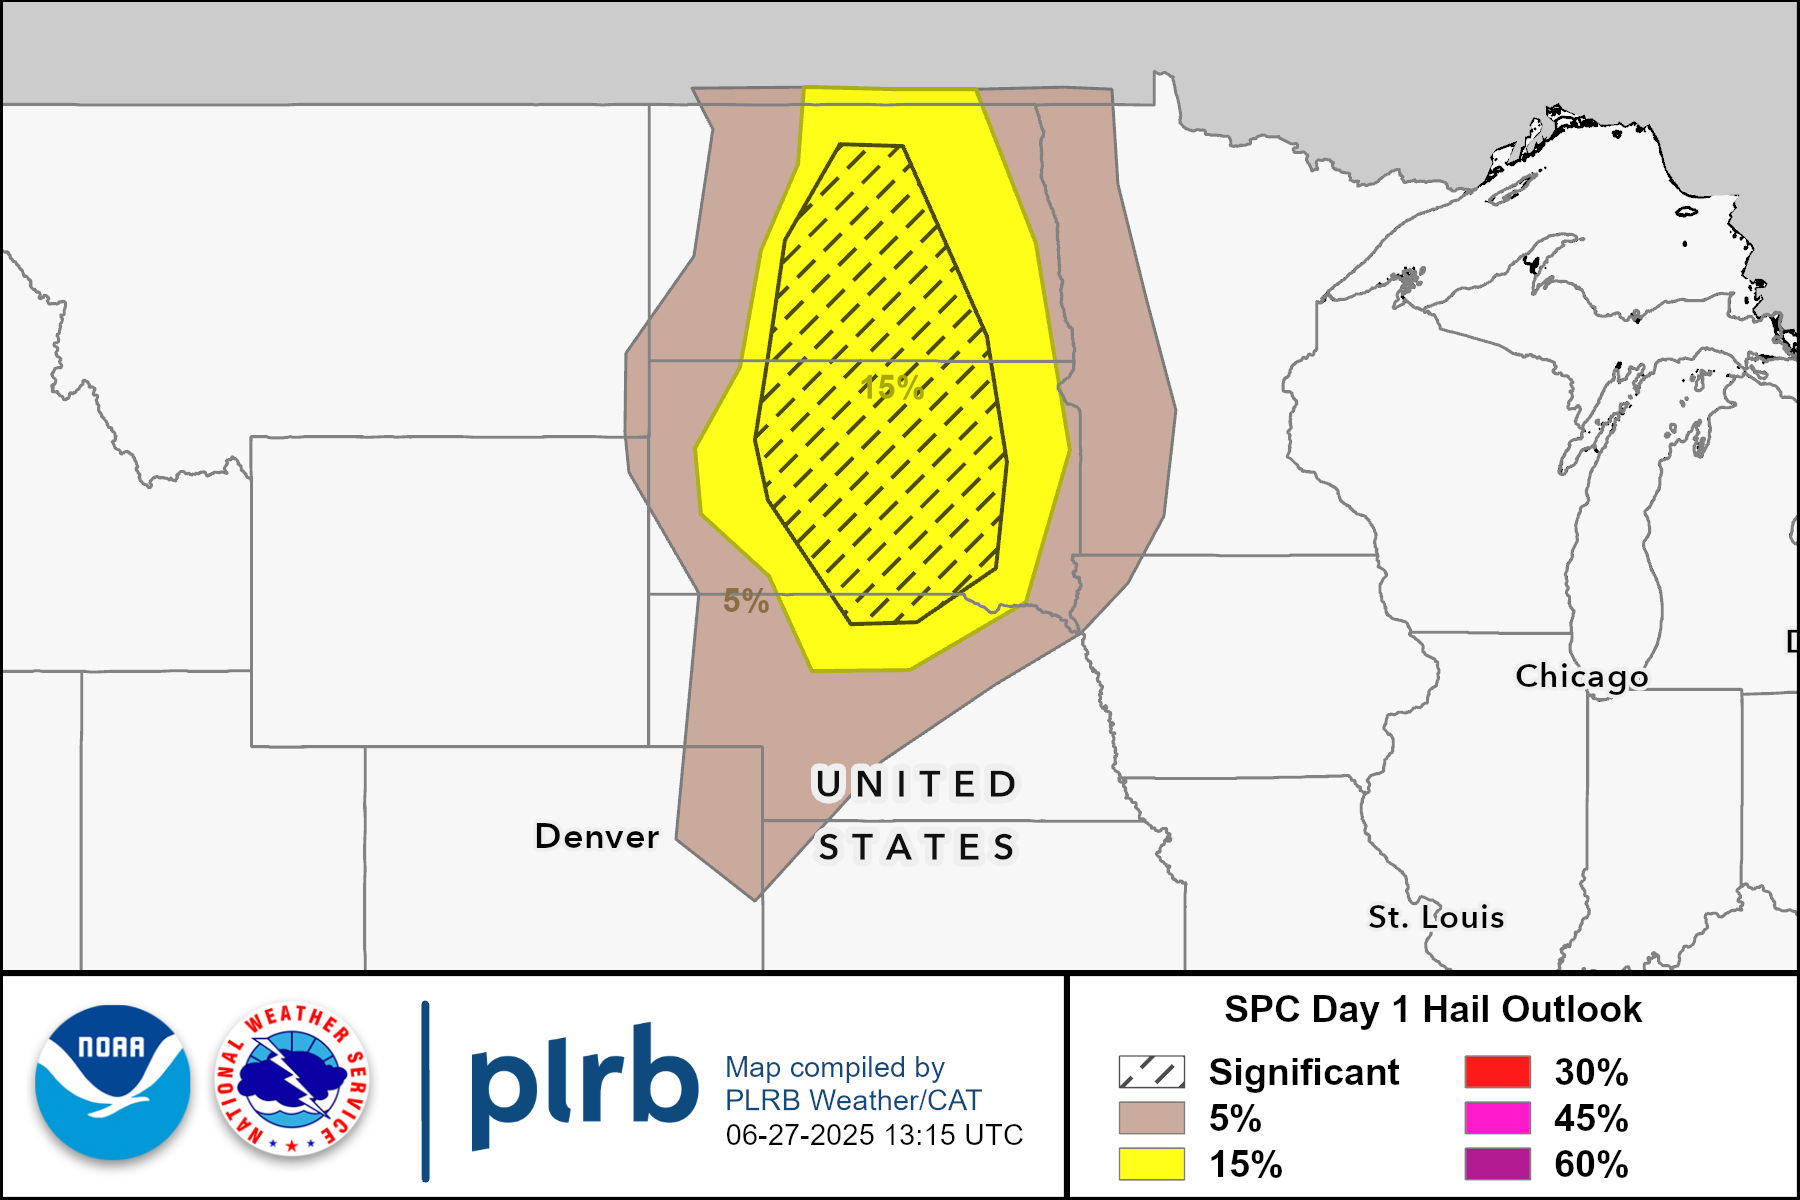 15%
5%
Chicago
UNITED
STATES
Denver
St. Louis
NOAA
NATIONAL WEATHER SERVICE
plrb
Map compiled by
PLRB Weather/CAT
06-27-2025 13:15 UTC
SPC Day 1 Hail Outlook
Significant
5%
15%
30%
45%
60%